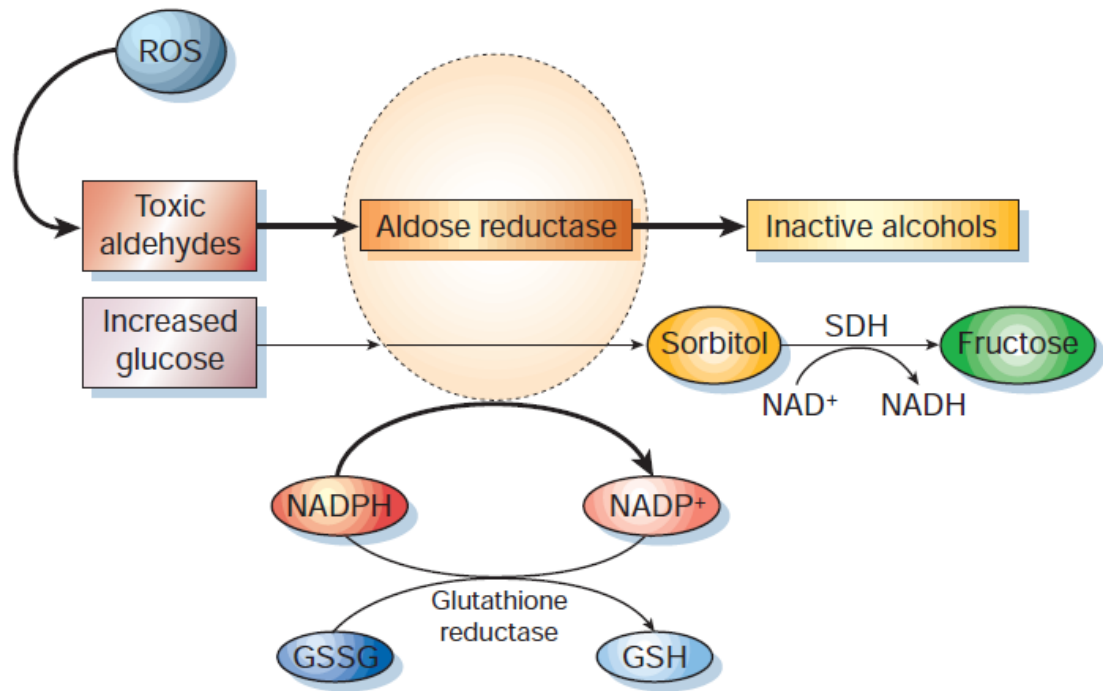 ROS
Toxic
aldehydes
Aldose reductase
Inactive alcohols
Increased
glucose
Sorbitol
SDH
Fructose
NAD⁺
NADH
NADPH
NADP⁺
Glutathione
reductase
GSSG
GSH